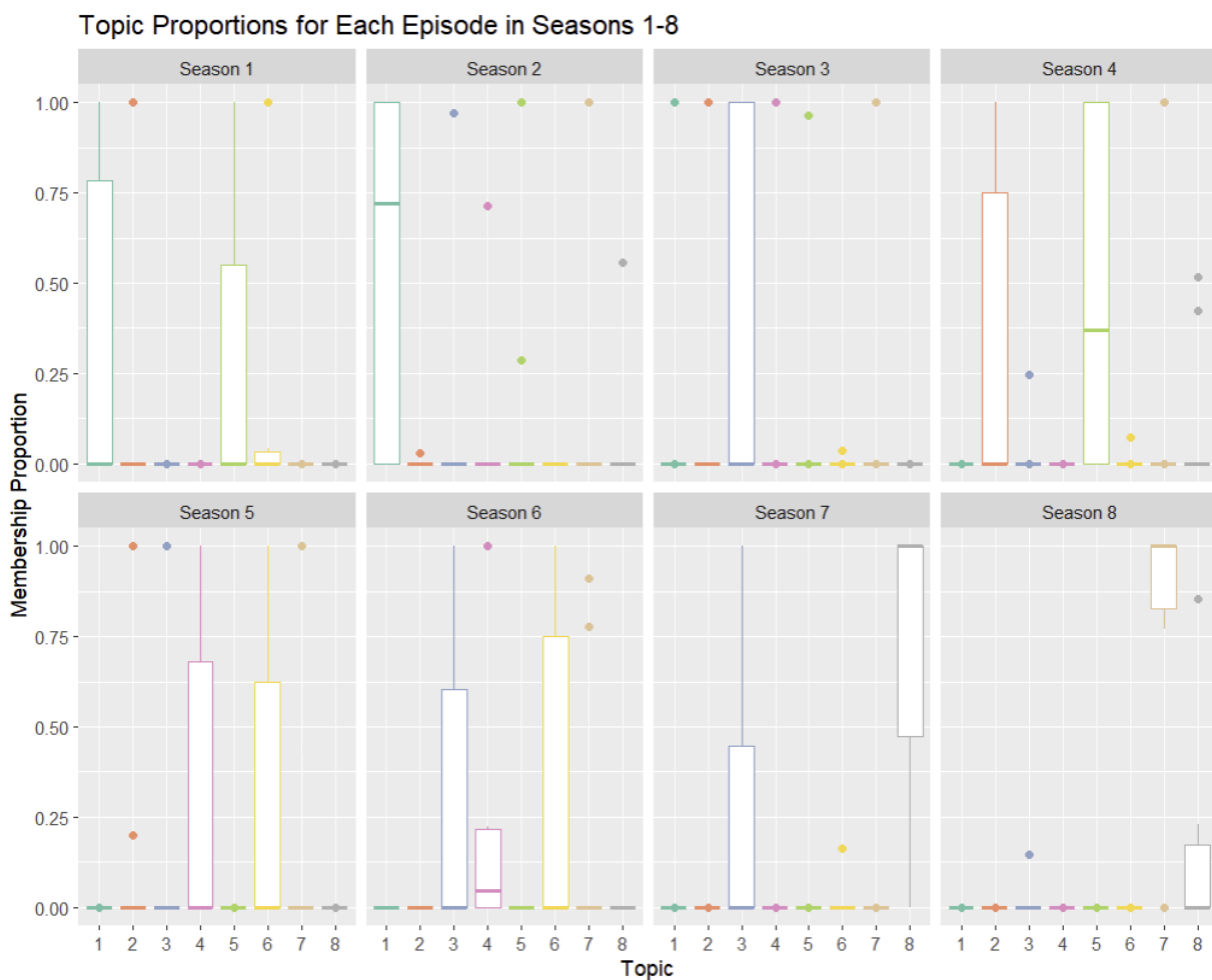 Topic Proportions for Each Episode in Seasons 1-8
Season 1 Season 2 Season 3 Season 4
1.00
0.75
0.50
0.25
0.00
Season 5 Season 6 Season 7 Season 8
1.00
0.75
0.50
0.25
0.00
Membership Proportion
1 2 3 4 5 6 7 8 1 2 3 4 5 6 7 8 1 2 3 4 5 6 7 8 1 2 3 4 5 6 7 8
Topic